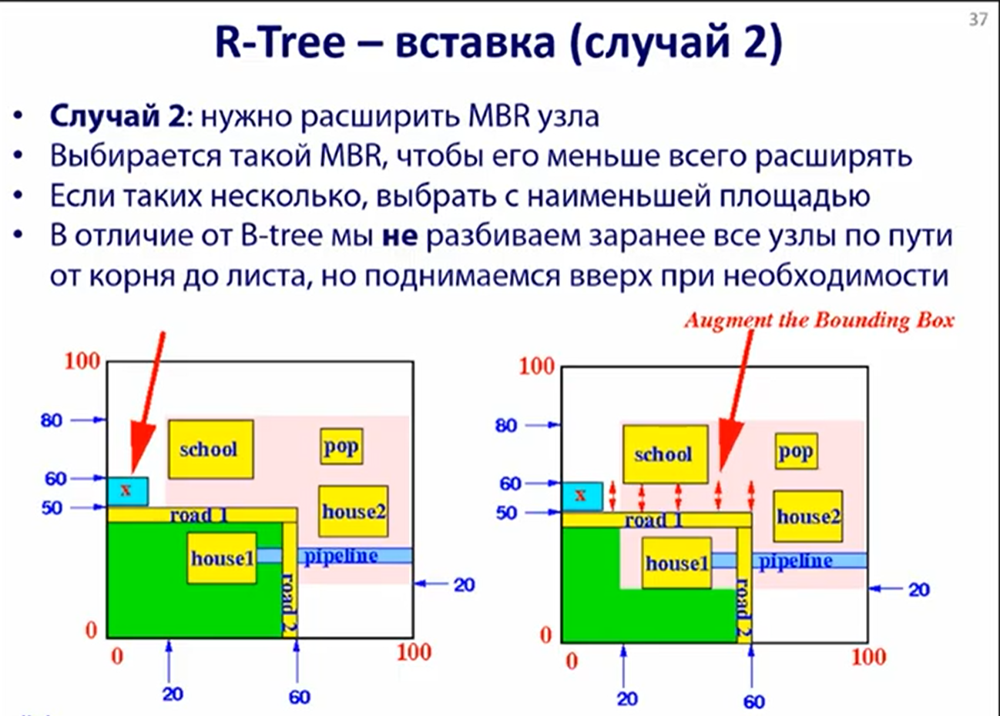 37
R-Tree – вставка (случай 2)
• Случай 2: нужно расширить MBR узла
• Выбирается такой MBR, чтобы его меньше всего расширять
• Если таких несколько, выбрать с наименьшей площадью
• В отличие от B-tree мы не разбиваем заранее все узлы по пути
от корня до листа, но поднимаемся вверх при необходимости
Augment the Bounding Box
100
80
school
pop
60
x
50
road 1
house2
house1
pipeline
road 2
20
0
0
100
20
60
100
80
school
pop
60
x
50
road 1
house2
house1
pipeline
road 2
20
0
0
100
20
60